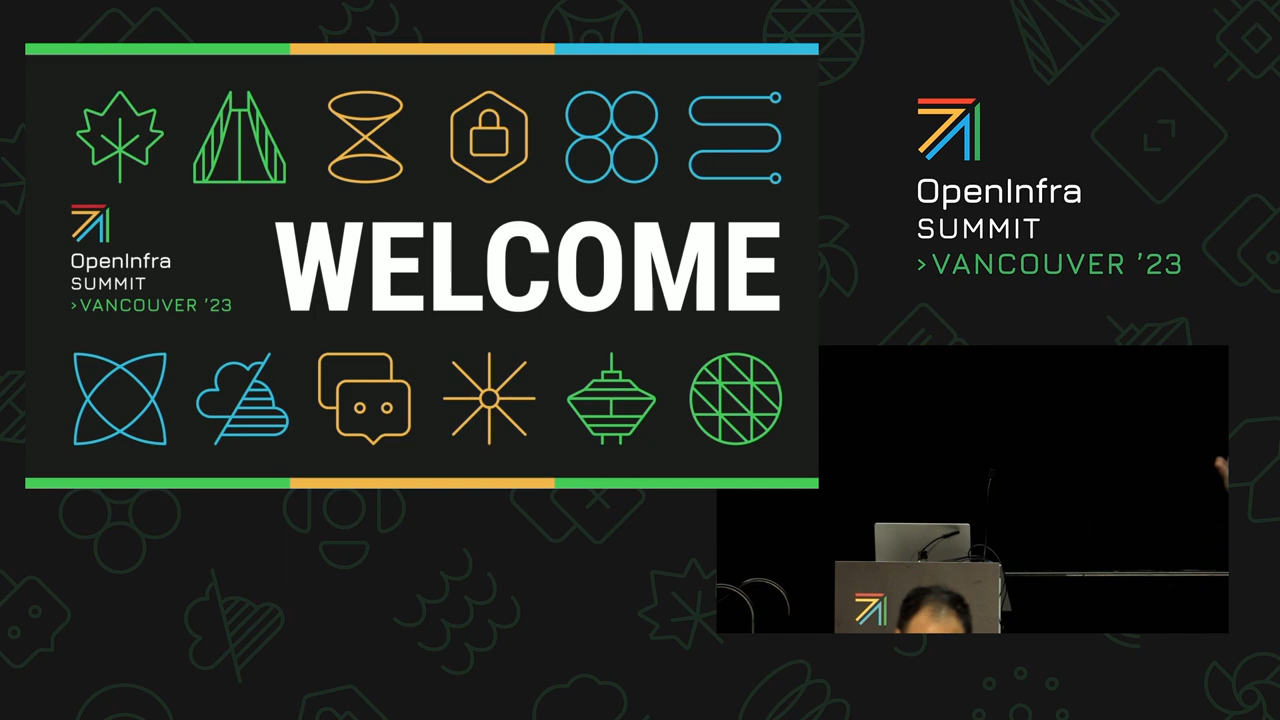 WELCOME
OpenInfra
SUMMIT
>VANCOUVER '23
OpenInfra
SUMMIT
>VANCOUVER '23